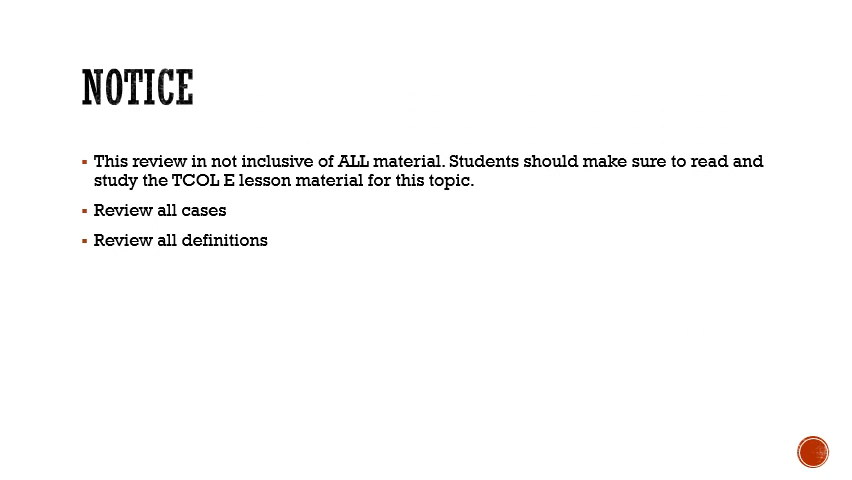 NOTICE
▪ This review in not inclusive of ALL material. Students should make sure to read and
study the TCOL E lesson material for this topic.
▪ Review all cases
▪ Review all definitions